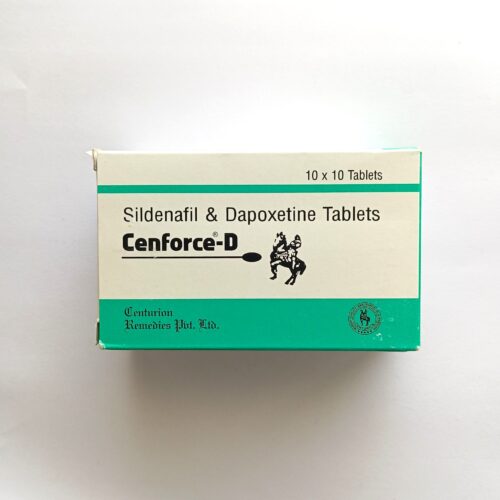 10 x 10 Tablets
Sildenafil & Dapoxetine Tablets
Cenforce®-D
Centurion
Remedies Pvt. Ltd.